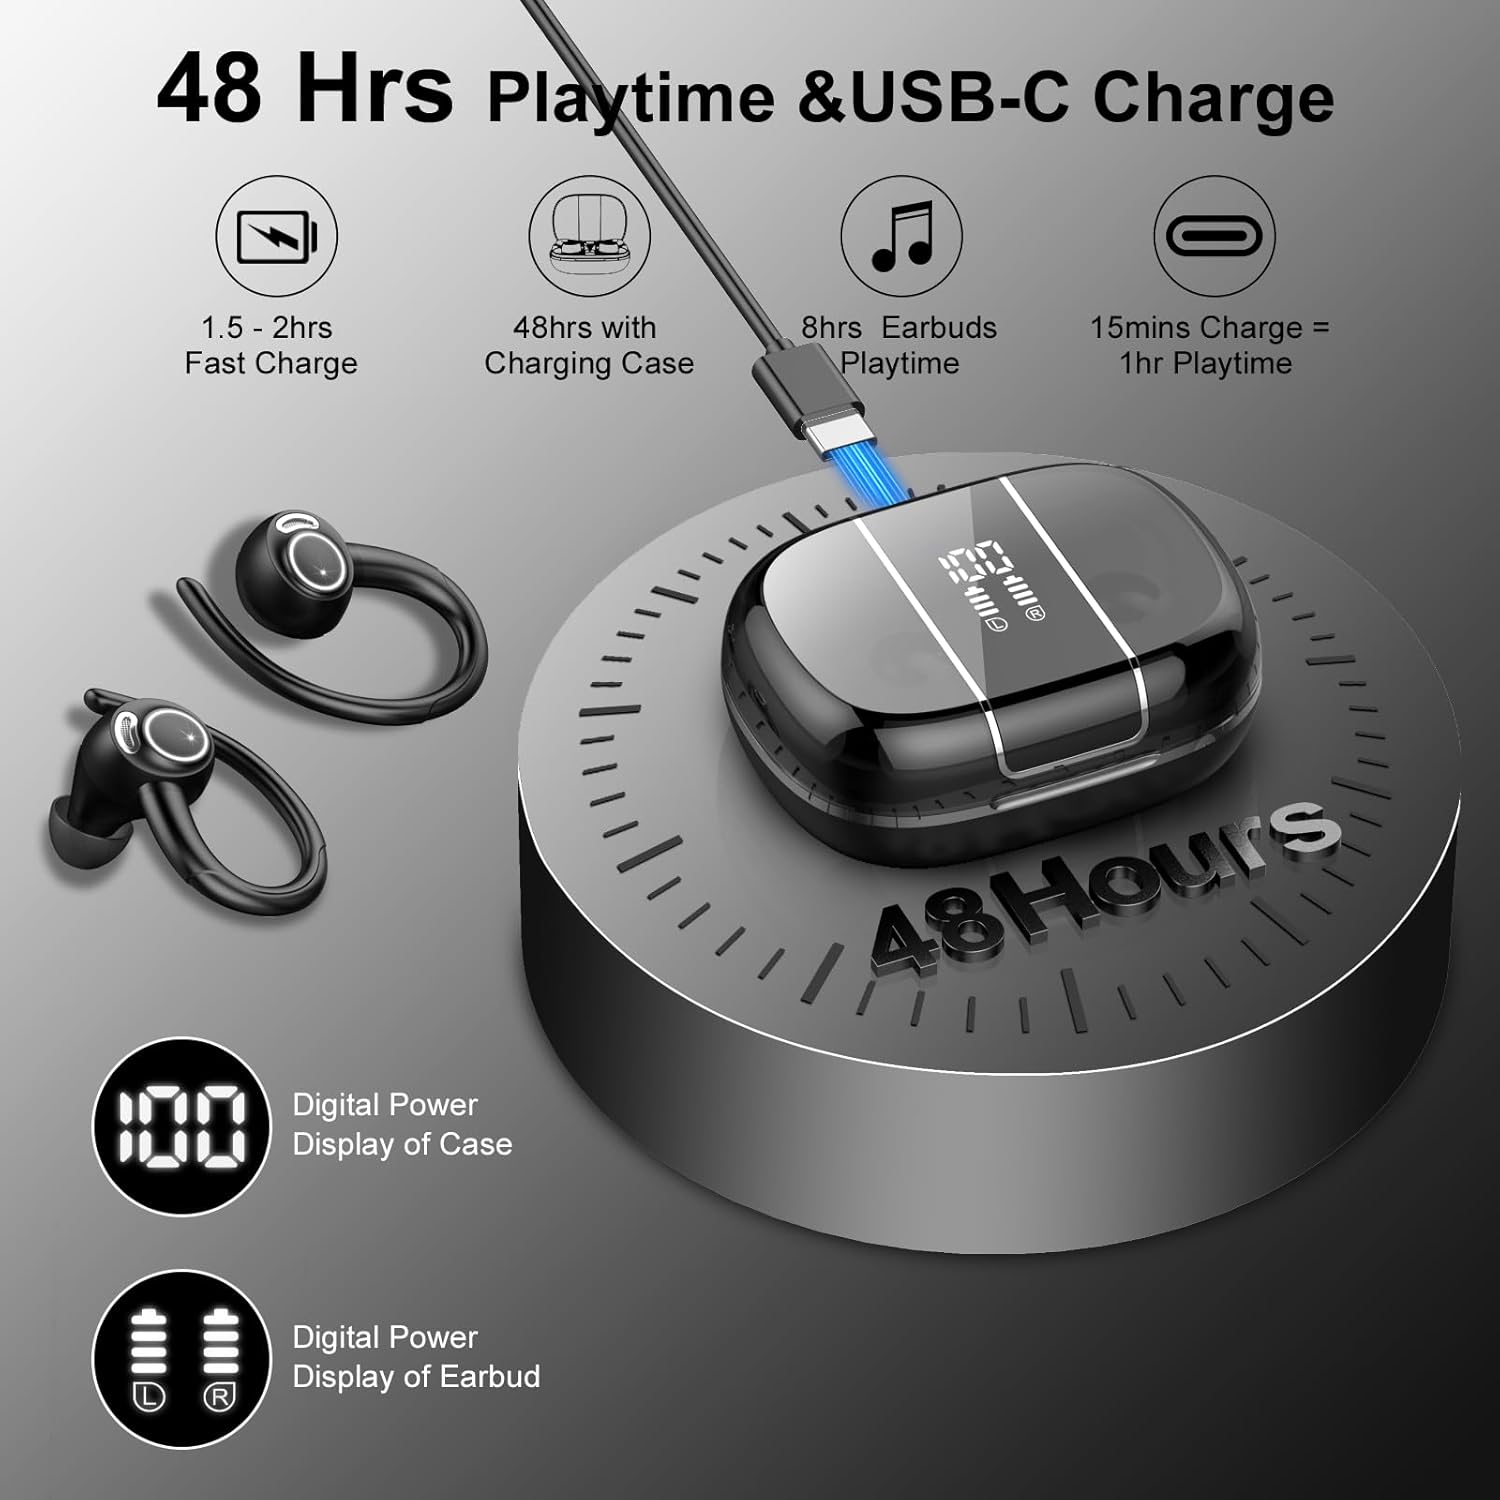 48 Hrs Playtime &USB-C Charge
1.5 - 2hrs
Fast Charge
48hrs with
Charging Case
8hrs Earbuds
Playtime
15mins Charge =
1hr Playtime
100
L R
48Hours
100
Digital Power
Display of Case
L R
Digital Power
Display of Earbud